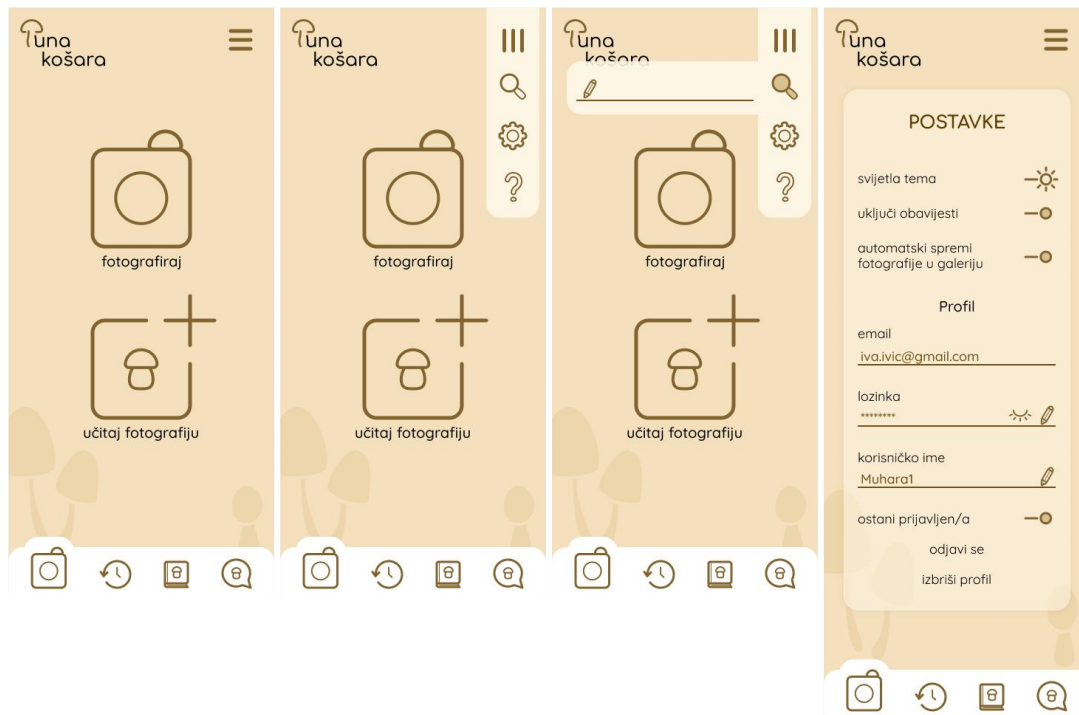 Puna
košara
fotografiraj
učitaj fotografiju
Puna
košara
fotografiraj
učitaj fotografiju
Puna
košara
fotografiraj
učitaj fotografiju
Puna
košara
POSTAVKE
svijetla tema
uključi obavijesti
automatski spremi
fotografije u galeriju
Profil
email
iva.ivic@gmail.com
lozinka
********
korisničko ime
Muhara1
ostani prijavljen/a
odjavi se
izbriši profil